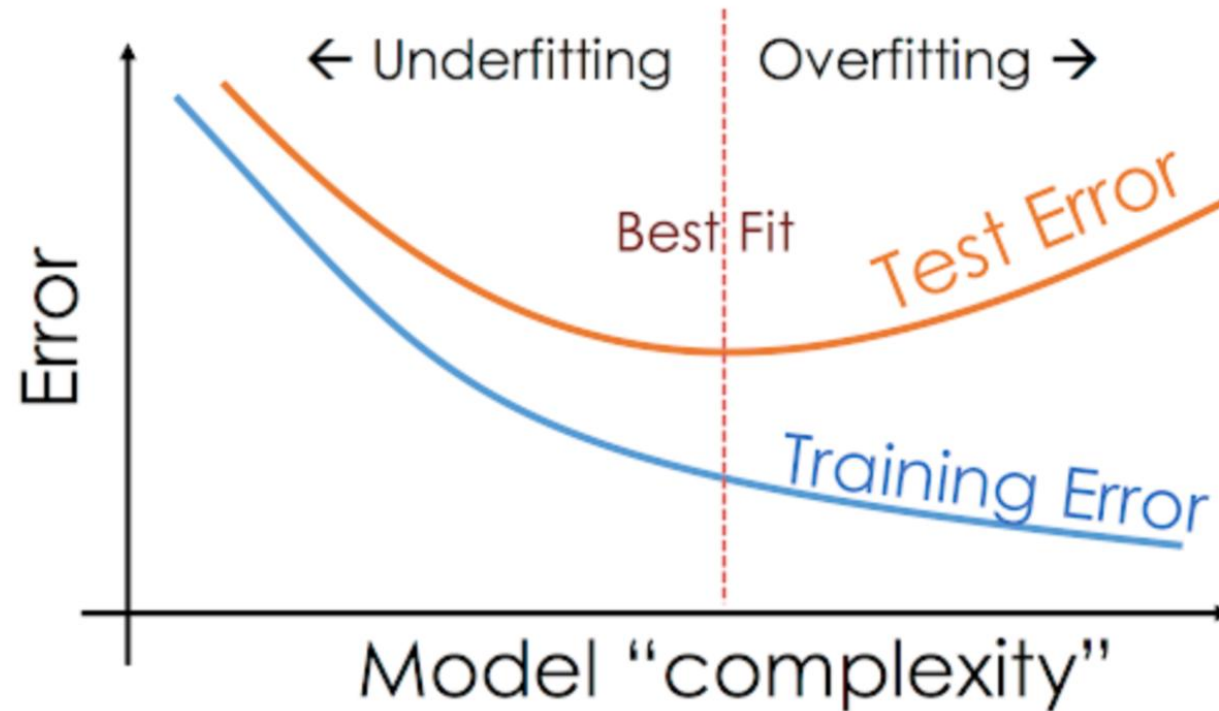 ← Underfitting
Overfitting →
Best Fit
Test Error
Error
Training Error
Model “complexity”